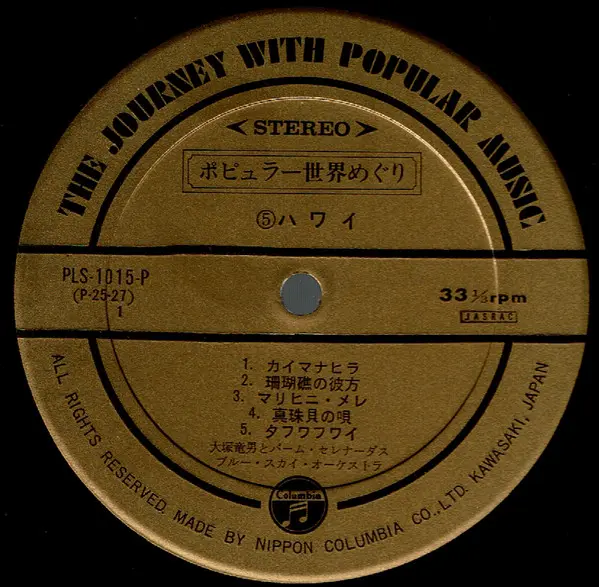 THE JOURNEY WITH POPULAR MUSIC
< STEREO >
ポピュラー世界めぐり
⑤ハワイ
PLS-1015-P
(P-25-27)
1
33 1/3 rpm
JASRAC
1. カイマナヒラ
2. 珊瑚礁の彼方
3. マリヒニ・メレ
4. 真珠貝の唄
5. タフワフワイ
大塚竜男とパーム・セレナーダス
ブルー・スカイ・オーケストラ
Columbia
ALL RIGHTS RESERVED. MADE BY NIPPON COLUMBIA CO., LTD. KAWASAKI, JAPAN